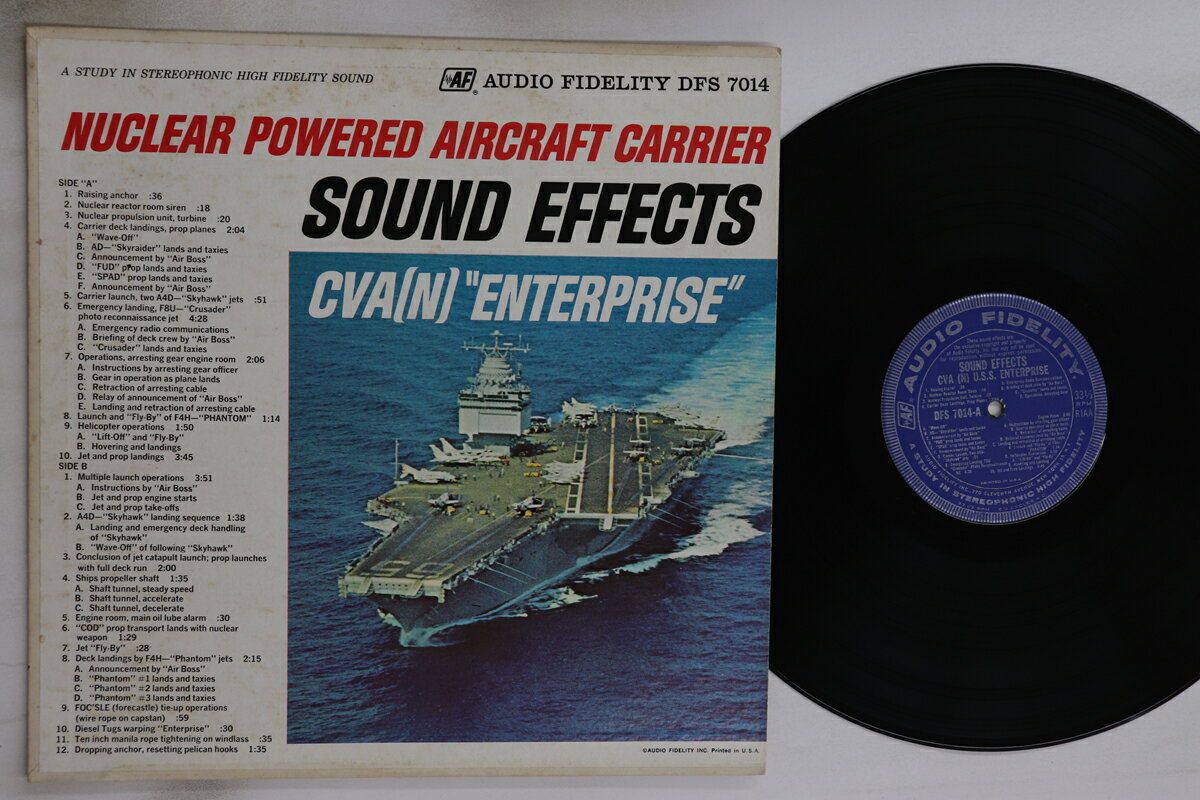 A STUDY IN STEREOPHONIC HIGH FIDELITY SOUND
AF® AUDIO FIDELITY DFS 7014
NUCLEAR POWERED AIRCRAFT CARRIER
SOUND EFFECTS
CVA(N) "ENTERPRISE"
SIDE "A"
1. Raising anchor :36
2. Nuclear reactor room siren :18
3. Nuclear propulsion unit, turbine :20
4. Carrier deck landings, prop planes 2:04
A. "Wave-Off"
B. AD—"Skyraider" lands and taxies
C. Announcement by "Air Boss"
D. "FUD" prop lands and taxies
E. "SPAD" prop lands and taxies
F. Announcement by "Air Boss"
5. Carrier launch, two A4D—"Skyhawk" jets :51
6. Emergency landing, F8U—"Crusader"
photo reconnaissance jet 4:28
A. Emergency radio communications
B. Briefing of deck crew by "Air Boss"
C. "Crusader" lands and taxies
7. Operations, arresting gear engine room 2:06
A. Instructions by arresting gear officer
B. Gear in operation as plane lands
C. Retraction of arresting cable
D. Relay of announcement of "Air Boss"
E. Landing and retraction of arresting cable
8. Launch and "Fly-By" of F4H—"PHANTOM" 1:14
9. Helicopter operations 1:50
A. "Lift-Off" and "Fly-By"
B. Hovering and landings
10. Jet and prop landings 3:45
SIDE B
1. Multiple launch operations 3:51
A. Instructions by "Air Boss"
B. Jet and prop engine starts
C. Jet and prop take-offs
2. A4D—"Skyhawk" landing sequence 1:38
A. Landing and emergency deck handling
of "Skyhawk"
B. "Wave-Off" of following "Skyhawk"
3. Conclusion of jet catapult launch; prop launches
with full deck run 2:00
4. Ships propeller shaft 1:35
A. Shaft tunnel, steady speed
B. Shaft tunnel, accelerate
C. Shaft tunnel, decelerate
5. Engine room, main oil lube alarm :30
6. "COD" prop transport lands with nuclear
weapon 1:29
7. Jet "Fly-By" :28
8. Deck landings by F4H—"Phantom" jets 2:15
A. Announcement by "Air Boss"
B. "Phantom" #1 lands and taxies
C. "Phantom" #2 lands and taxies
D. "Phantom" #3 lands and taxies
9. FOC'SLE (forecastle) tie-up operations
(wire rope on capstan) :59
10. Diesel Tugs warping "Enterprise" :30
11. Ten inch manila rope tightening on windlass :35
12. Dropping anchor, resetting pelican hooks 1:35
©AUDIO FIDELITY INC. Printed in U.S.A.
AF AUDIO FIDELITY®
SOUND EFFECTS
CVA (N) U.S.S. ENTERPRISE
DFS 7014-A
33⅓
RPM
RIAA
A STUDY IN STEREOPHONIC HIGH FIDELITY